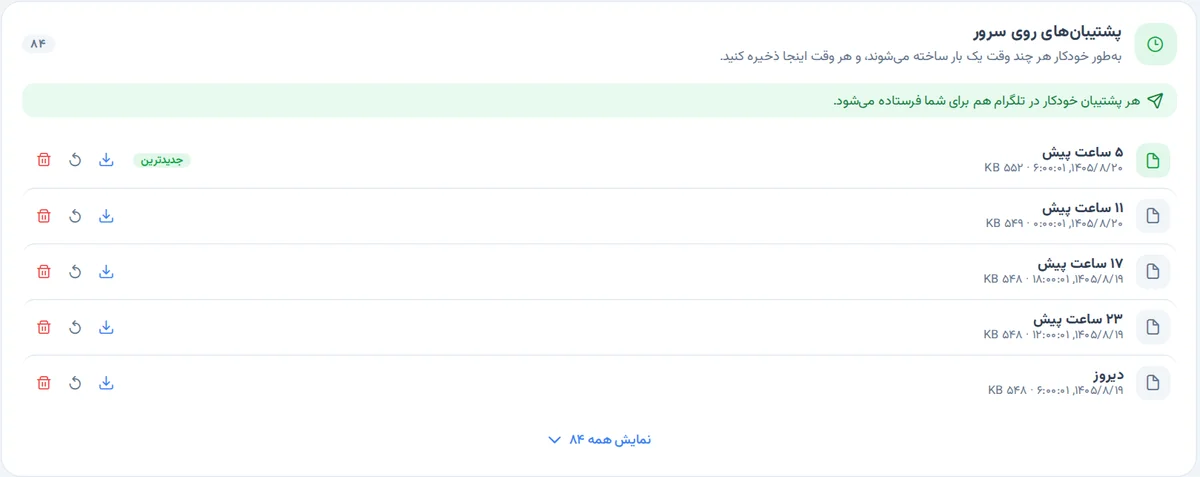 پشتیبان‌های روی سرور
۸۴
به‌طور خودکار هر چند وقت یک بار ساخته می‌شوند، و هر وقت اینجا ذخیره کنید.
هر پشتیبان خودکار در تلگرام هم برای شما فرستاده می‌شود.
۵ ساعت پیش
جدیدترین
۱۴۰۵/۸/۲۰, ۶:۰۰:۰۱ · ۵۵۲ KB
۱۱ ساعت پیش
۱۴۰۵/۸/۲۰, ۰:۰۰:۰۱ · ۵۴۹ KB
۱۷ ساعت پیش
۱۴۰۵/۸/۱۹, ۱۸:۰۰:۰۱ · ۵۴۸ KB
۲۳ ساعت پیش
۱۴۰۵/۸/۱۹, ۱۲:۰۰:۰۱ · ۵۴۸ KB
دیروز
۱۴۰۵/۸/۱۹, ۶:۰۰:۰۱ · ۵۴۸ KB
نمایش همه ۸۴